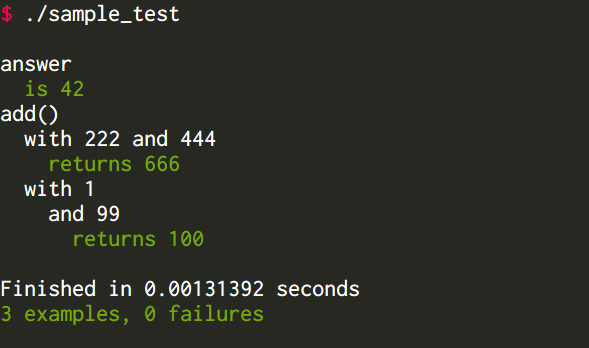 $ ./sample_test
answer
is 42
add()
with 222 and 444
returns 666
with 1
and 99
returns 100
Finished in 0.00131392 seconds
3 examples, 0 failures